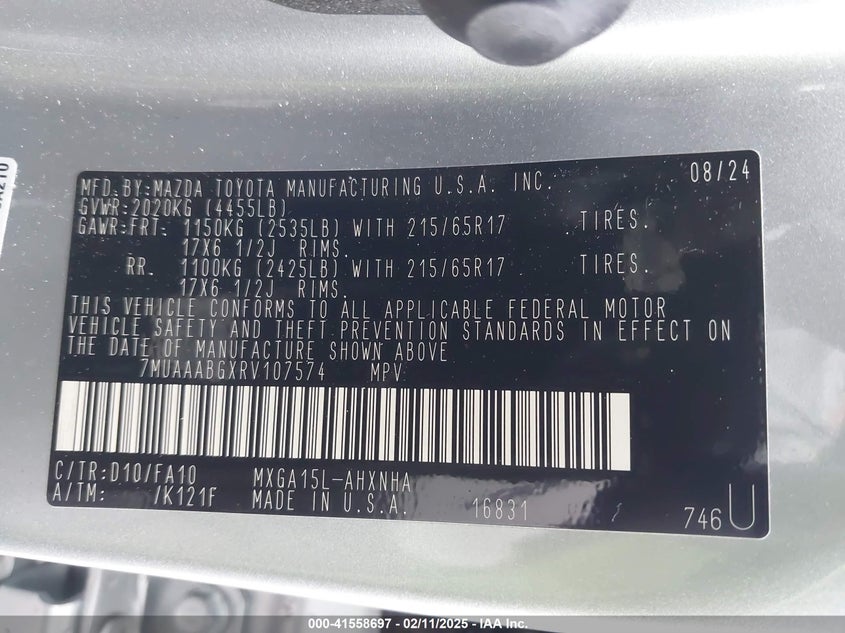 MFD.BY:MAZDA TOYOTA MANUFACTURING U.S.A. INC. 08/24
GVWR:2020KG (4455LB)
GAWR:FRT. 1150KG (2535LB) WITH 215/65R17 TIRES.
17X6 1/2J RIMS.
RR. 1100KG (2425LB) WITH 215/65R17 TIRES.
17X6 1/2J RIMS.
THIS VEHICLE CONFORMS TO ALL APPLICABLE FEDERAL MOTOR
VEHICLE SAFETY AND THEFT PREVENTION STANDARDS IN EFFECT ON
THE DATE OF MANUFACTURE SHOWN ABOVE
7MUAAABGXRV107574 MPV
C/TR:D10/FA10 MXGA15L-AHXNHA
A/TM: /K121F MADE IN U.S.A. 16831 746U
000-41558697 - 02/11/2025 - IAA Inc.